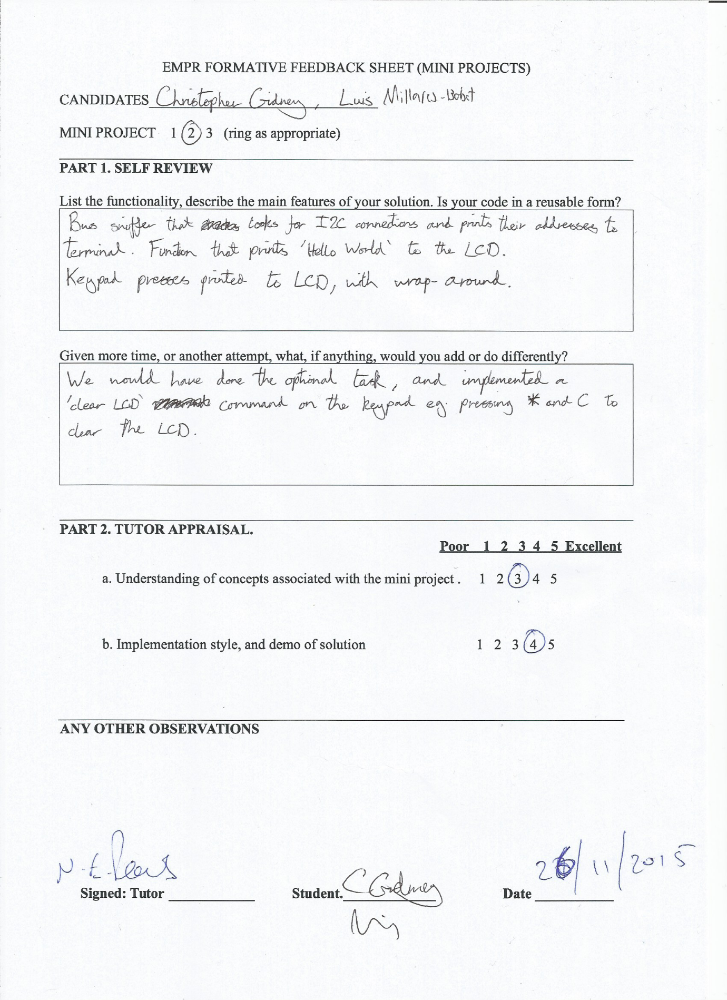 EMPR FORMATIVE FEEDBACK SHEET (MINI PROJECTS)
CANDIDATES Christopher Gidney, Luis Millares-Bobet
MINI PROJECT 1 2 3 (ring as appropriate)
PART 1. SELF REVIEW
List the functionality, describe the main features of your solution. Is your code in a reusable form?
Bus sniffer that looks for I2C connections and prints their addresses to
terminal. Function that prints 'Hello World' to the LCD.
Keypad presses printed to LCD, with wrap-around.
Given more time, or another attempt, what, if anything, would you add or do differently?
We would have done the optional task, and implemented a
'clear LCD' command on the keypad eg. pressing * and C to
clear the LCD.
PART 2. TUTOR APPRAISAL.
Poor 1 2 3 4 5 Excellent
a. Understanding of concepts associated with the mini project. 1 2 3 4 5
b. Implementation style, and demo of solution 1 2 3 4 5
ANY OTHER OBSERVATIONS
N.E.
C Gidney
26/11/2015
Signed: Tutor
Student.
Date